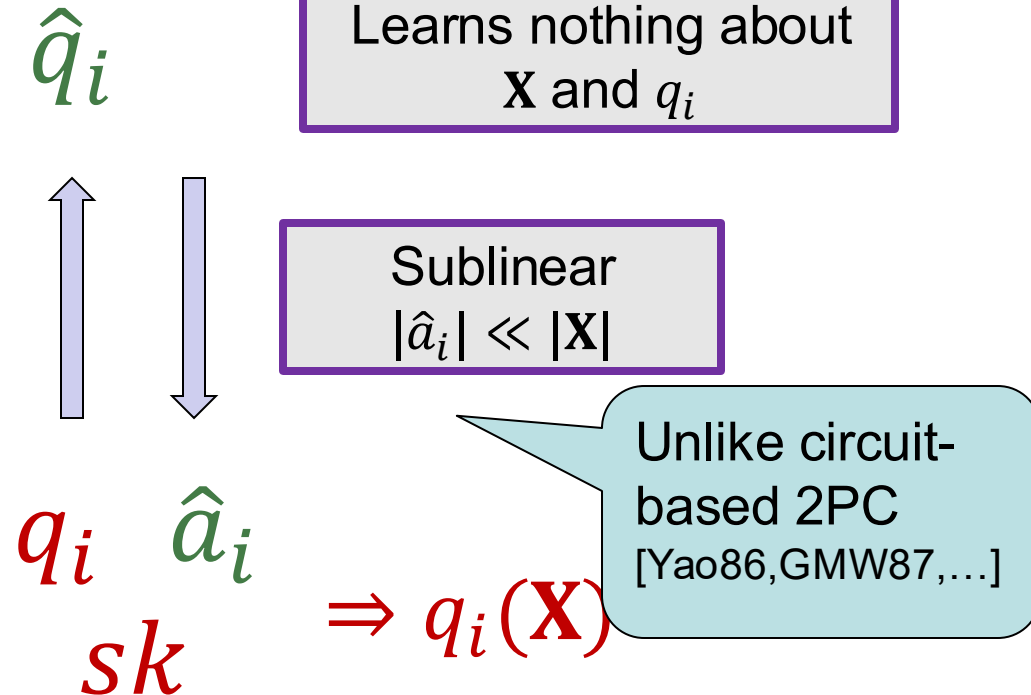 q̂ᵢ
Learns nothing about
𝐗 and qᵢ
Sublinear
|âᵢ| ≪ |𝐗|
Unlike circuit-
based 2PC
[Yao86,GMW87,...]
qᵢ âᵢ
sk ⇒ qᵢ(𝐗)